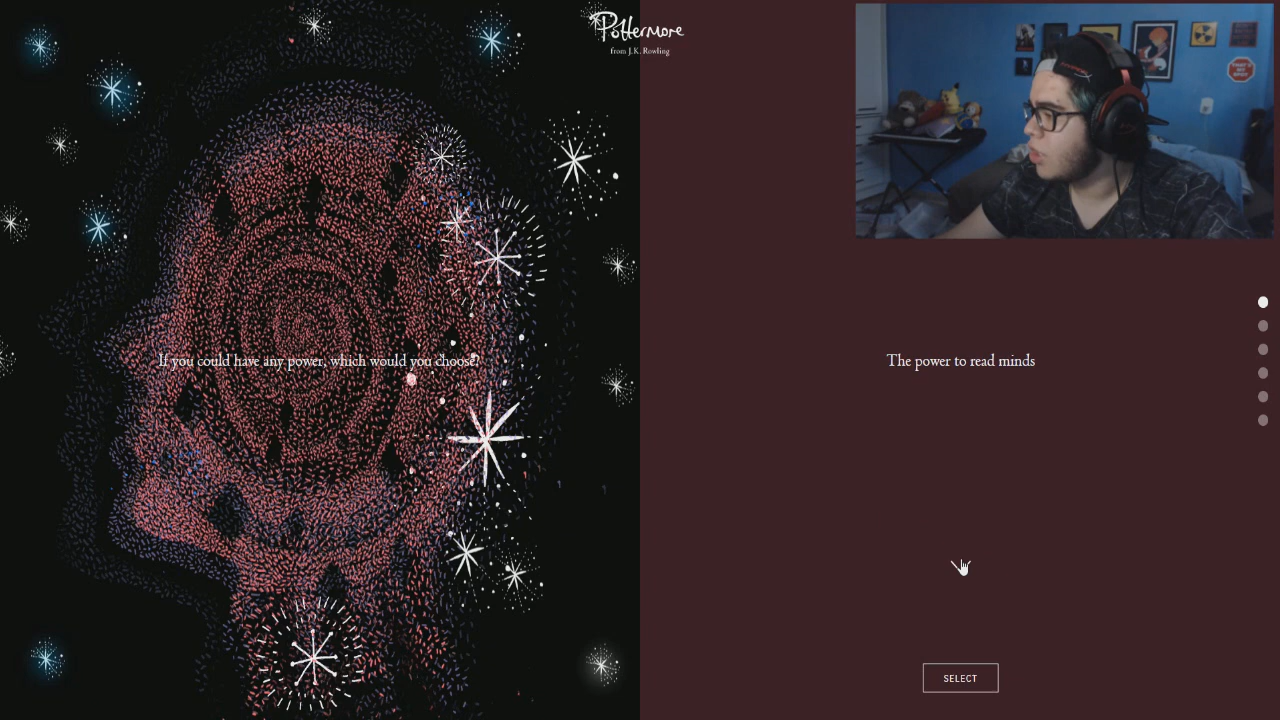 Pottermore
from J.K. Rowling
If you could have any power, which would you choose?
The power to read minds
SELECT